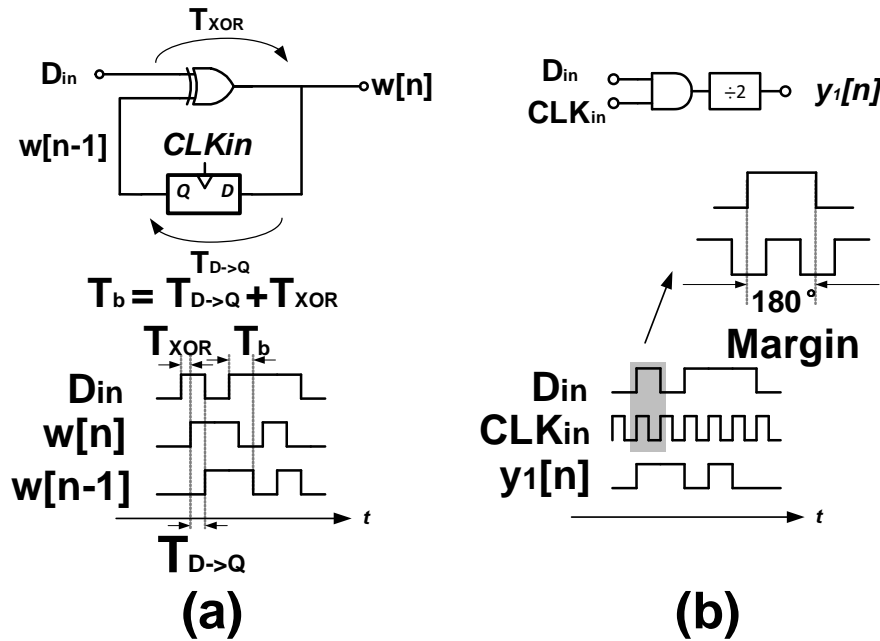 TXOR
Din
w[n]
w[n-1]
CLKin
Q D
TD->Q
Tb = TD->Q + TXOR
TXOR Tb
Din
w[n]
w[n-1]
t
TD->Q
(a)
Din
CLKin
÷2
y1[n]
180°
Margin
Din
CLKin
y1[n]
t
(b)